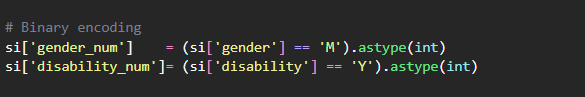 # Binary encoding
si['gender_num']    = (si['gender'] == 'M').astype(int)
si['disability_num']= (si['disability'] == 'Y').astype(int)